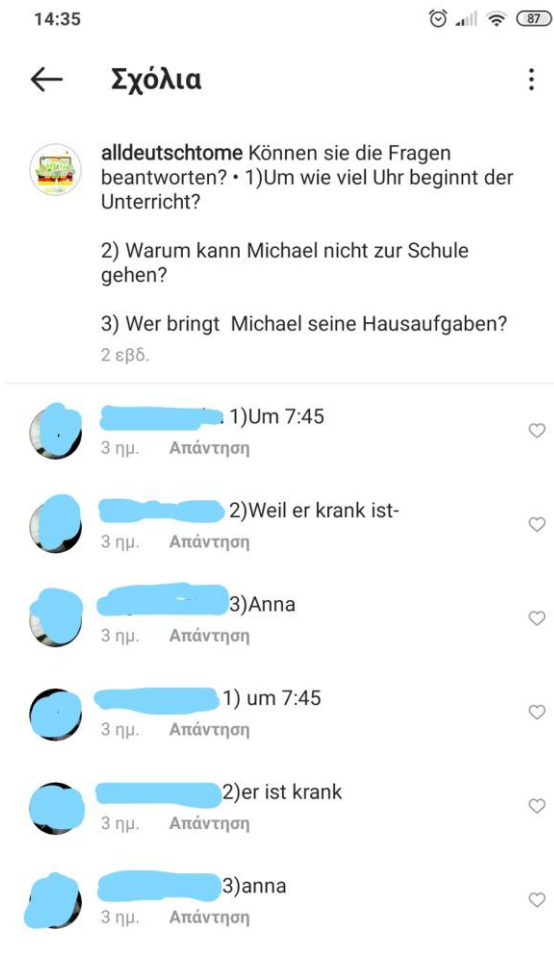 14:35
87
Σχόλια
alldeutschtome Können sie die Fragen
beantworten? • 1)Um wie viel Uhr beginnt der
Unterricht?
2) Warum kann Michael nicht zur Schule
gehen?
3) Wer bringt Michael seine Hausaufgaben?
2 εβδ.
1)Um 7:45
3 ημ. Απάντηση
2)Weil er krank ist-
3 ημ. Απάντηση
3)Anna
3 ημ. Απάντηση
1) um 7:45
3 ημ. Απάντηση
2)er ist krank
3 ημ. Απάντηση
3)anna
3 ημ. Απάντηση